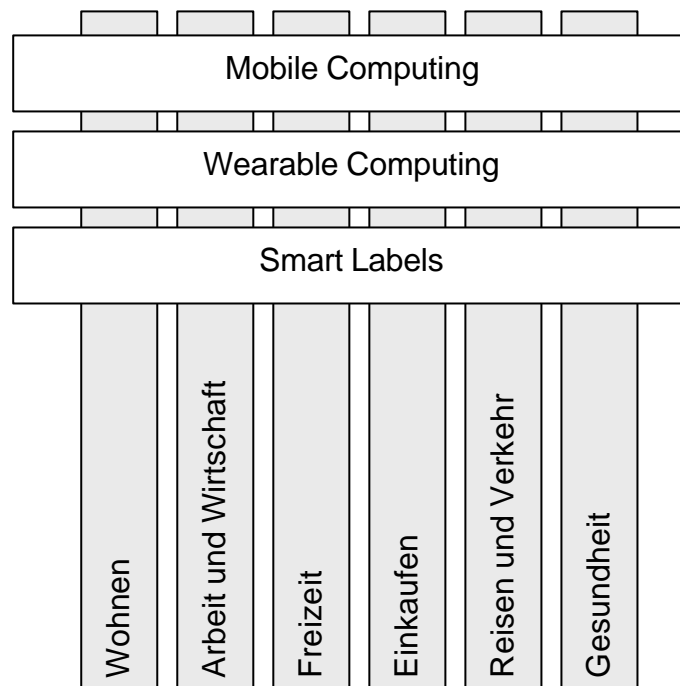 Mobile Computing
Wearable Computing
Smart Labels
Wohnen
Arbeit und Wirtschaft
Freizeit
Einkaufen
Reisen und Verkehr
Gesundheit